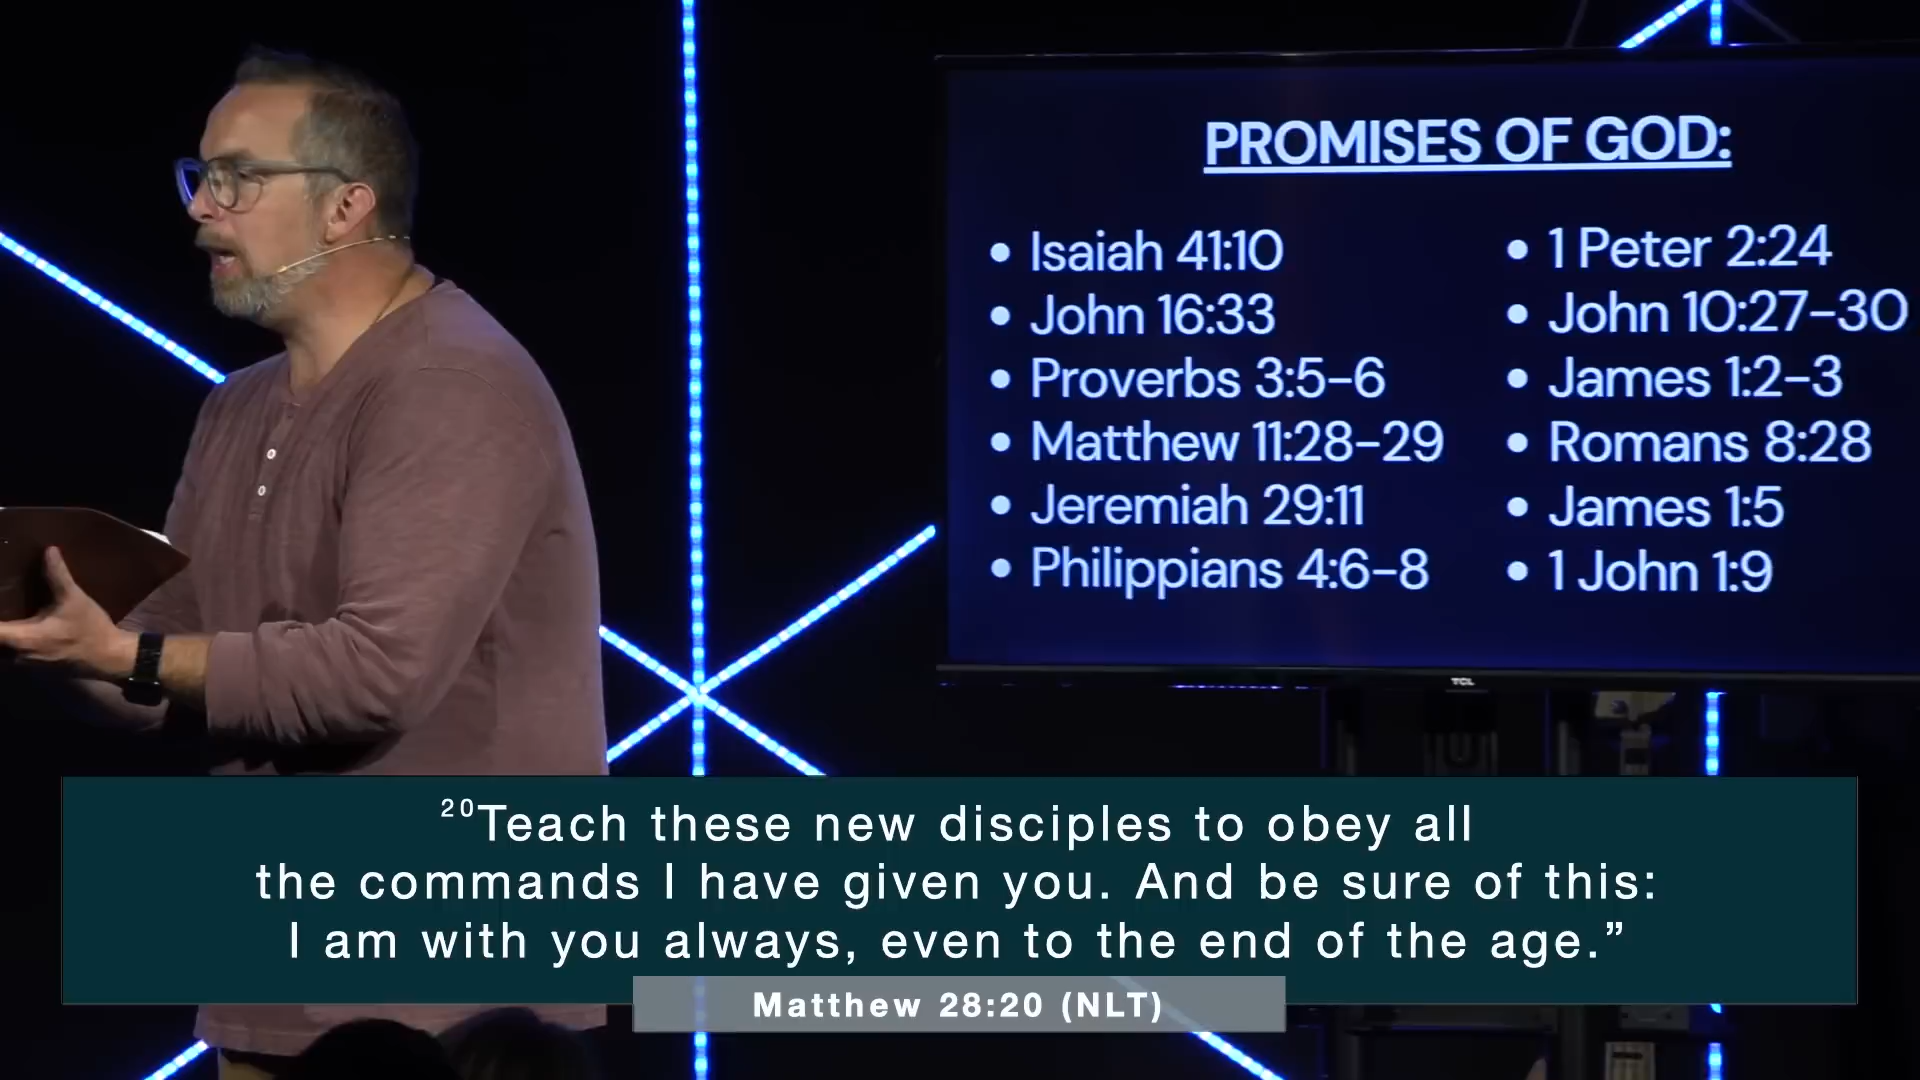 PROMISES OF GOD:
• Isaiah 41:10
• John 16:33
• Proverbs 3:5–6
• Matthew 11:28–29
• Jeremiah 29:11
• Philippians 4:6–8
• 1 Peter 2:24
• John 10:27–30
• James 1:2–3
• Romans 8:28
• James 1:5
• 1 John 1:9
TCL
²⁰Teach these new disciples to obey all
the commands I have given you. And be sure of this:
I am with you always, even to the end of the age.”
Matthew 28:20 (NLT)